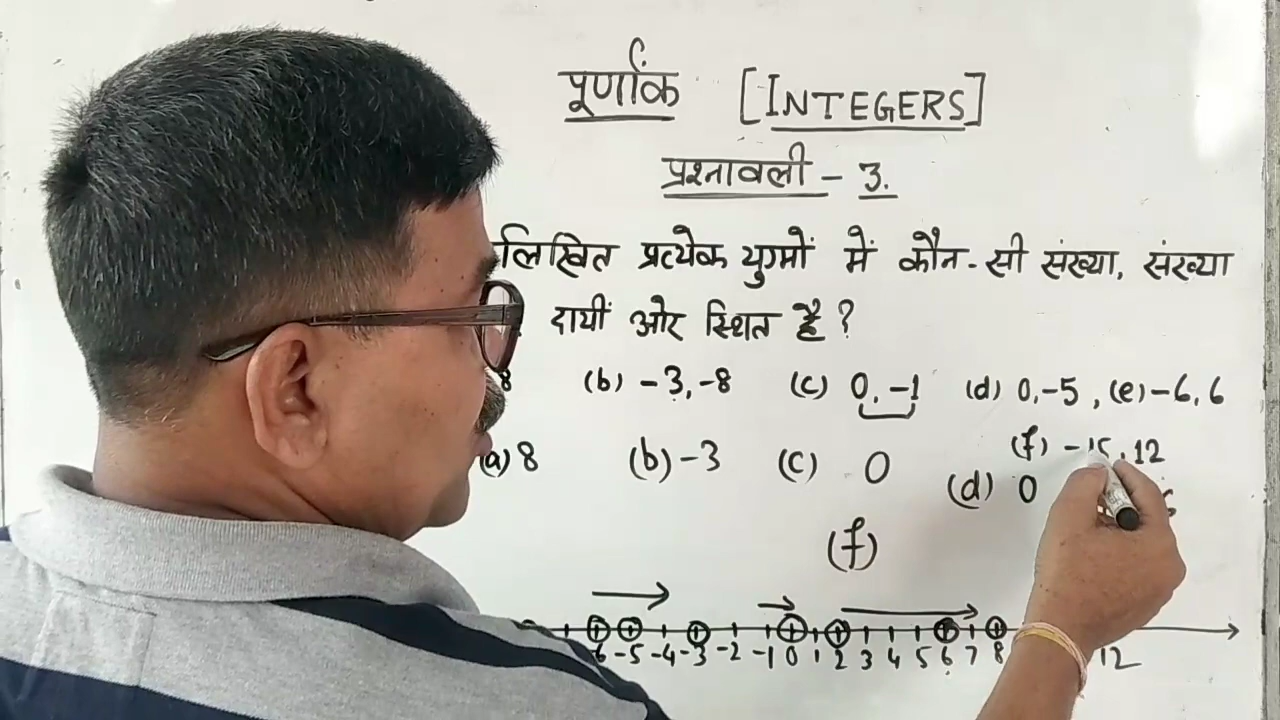 पूर्णांक [INTEGERS]
प्रश्नावली - 3.
लिखित प्रत्येक युग्मों में कौन-सी संख्या, संख्या
दायीं ओर स्थित है ?
8 (b) -3, -8 (c) 0, -1 (d) 0, -5 , (e) -6, 6
(f) -15, 12
(a) 8 (b) -3 (c) 0 (d) 0
(f)
-6 -5 -4 -3 -2 -1 0 1 2 3 4 5 6 7 8 12